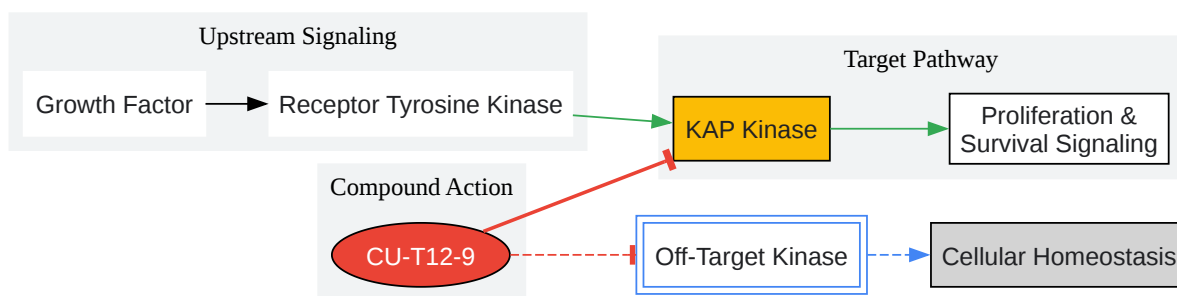 Upstream Signaling
Growth Factor
Receptor Tyrosine Kinase
Target Pathway
KAP Kinase
Proliferation &
Survival Signaling
Compound Action
CU-T12-9
Off-Target Kinase
Cellular Homeostasis